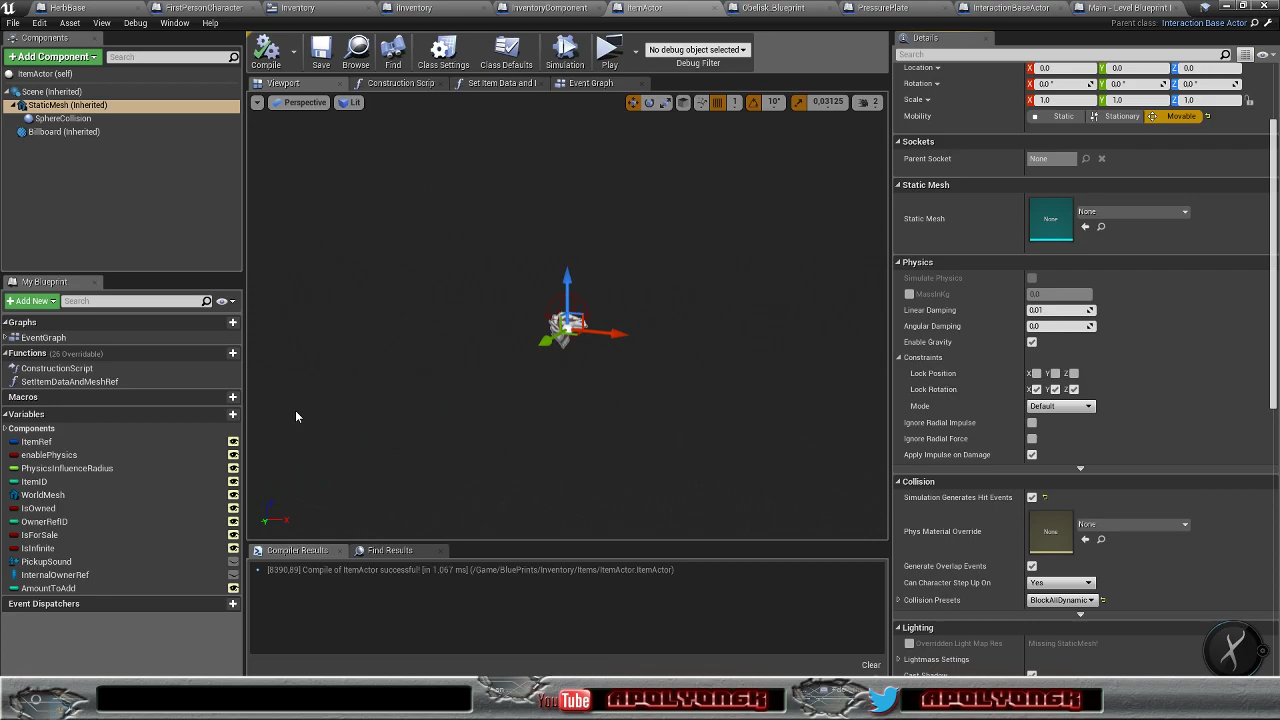 HerbBase
FirstPersonCharacter
Inventory
iInventory
InventoryComponent
ItemActor
Obelisk_Blueprint
PressurePlate
InteractionBaseActor
Main - Level Blueprint
File
Edit
Asset
View
Debug
Window
Help
Parent class: Interaction Base Actor
Components
+ Add Component
Search
ItemActor (self)
Scene (Inherited)
StaticMesh (Inherited)
SphereCollision
Billboard (Inherited)
My Blueprint
+ Add New
Search
Graphs
EventGraph
Functions (26 Overridable)
ConstructionScript
SetItemDataAndMeshRef
Macros
Variables
Components
ItemRef
enablePhysics
PhysicsInfluenceRadius
ItemID
WorldMesh
IsOwned
OwnerRefID
IsForSale
IsInfinite
PickupSound
InternalOwnerRef
AmountToAdd
Event Dispatchers
Compile
Save
Browse
Find
Class Settings
Class Defaults
Simulation
Play
No debug object selected
Debug Filter
Viewport
Construction Scrip
Set Item Data and I
Event Graph
Perspective
Lit
1
10°
0,03125
2
Compiler Results
Find Results
[8390,89] Compile of ItemActor successful! [in 1,067 ms] (/Game/BluePrints/Inventory/Items/ItemActor.ItemActor)
Clear
Details
Search
Location X 0.0 Y 0.0 Z 0.0
Rotation X 0.0 ° Y 0.0 ° Z 0.0 °
Scale X 1.0 Y 1.0 Z 1.0
Mobility Static Stationary Movable
Sockets
Parent Socket None
Static Mesh
Static Mesh None None
Physics
Simulate Physics
MassInKg 0,0
Linear Damping 0,01
Angular Damping 0,0
Enable Gravity
Constraints
Lock Position X Y Z
Lock Rotation X Y Z
Mode Default
Ignore Radial Impulse
Ignore Radial Force
Apply Impulse on Damage
Collision
Simulation Generates Hit Events
Phys Material Override None None
Generate Overlap Events
Can Character Step Up On Yes
Collision Presets BlockAllDynamic
Lighting
Overridden Light Map Res Missing StaticMesh!
Lightmass Settings
Cast Shadow
YouTube
APOLYONGK
APOLYONGK